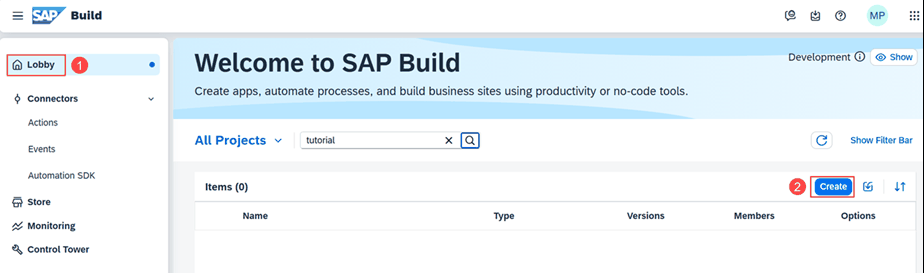 SAP Build
MP
Lobby
1
Connectors
Actions
Events
Automation SDK
Store
Monitoring
Control Tower
Welcome to SAP Build
Development
Show
Create apps, automate processes, and build business sites using productivity or no-code tools.
All Projects
tutorial
Show Filter Bar
Items (0)
2
Create
Name Type Versions Members Options